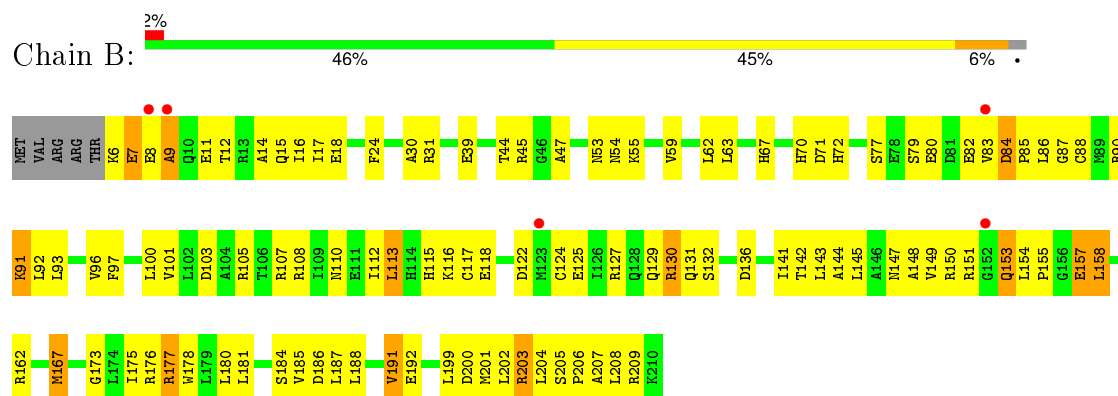 2%
Chain B:
46% 45% 6% •
MET VAL ARG ARG THR K6 E7 E8 A9 Q10 E11 T12 R13 A14 Q15 I16 I17 E18 F24 A30 R31 E39 T44 R45 G46 A47 N53 N54 K55 V59 L62 L63 H67 H70 D71 H72 S77 E78 S79 E80 D81 E82 V83 D84 P85 L86 G87 C88 M89 R90
K91 L92 L93 V96 F97 L100 V101 L102 D103 A104 R105 T106 R107 R108 I109 N110 E111 I112 L113 H114 H115 K116 C117 E118 D122 M123 C124 E125 I126 R127 Q128 Q129 R130 Q131 S132 D136 I141 T142 L143 A144 L145 A146 N147 A148 V149 R150 R151 G152 Q153 L154 P155 G156 E157 L158
R162 M167 G173 L174 I175 R176 R177 W178 L179 L180 L181 S184 V185 D186 L187 L188 V191 E192 L199 D200 M201 L202 R203 L204 S205 P206 A207 L208 R209 K210